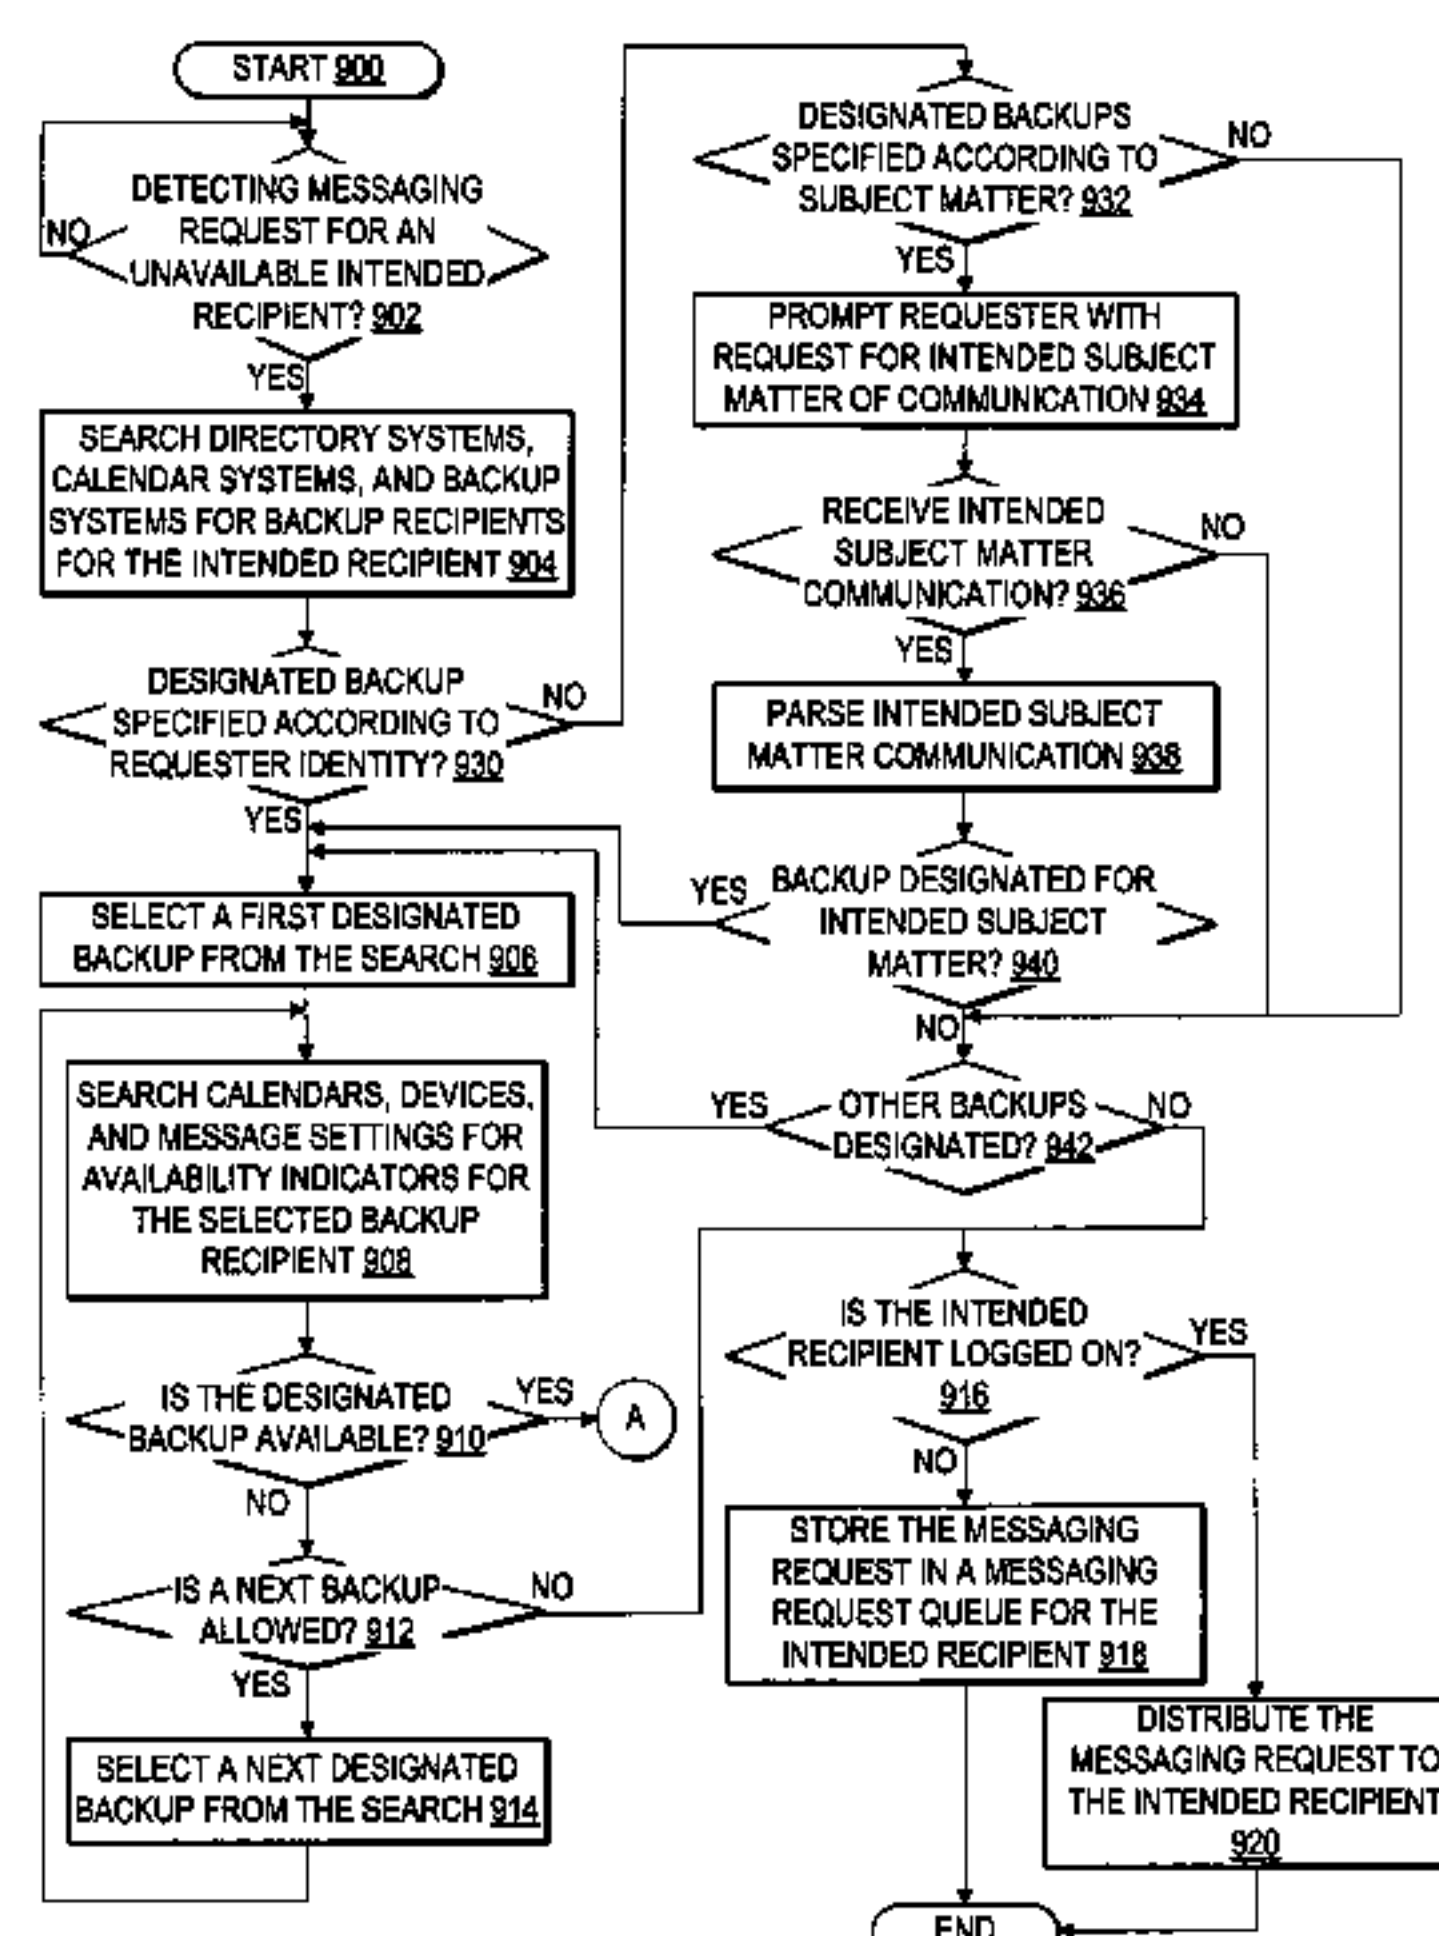 START 900
DETECTING MESSAGING
REQUEST FOR AN
UNAVAILABLE INTENDED
RECIPIENT? 902
NO
YES
SEARCH DIRECTORY SYSTEMS,
CALENDAR SYSTEMS, AND BACKUP
SYSTEMS FOR BACKUP RECIPIENTS
FOR THE INTENDED RECIPIENT 904
DESIGNATED BACKUP
SPECIFIED ACCORDING TO
REQUESTER IDENTITY? 930
NO
YES
SELECT A FIRST DESIGNATED
BACKUP FROM THE SEARCH 906
SEARCH CALENDARS, DEVICES,
AND MESSAGE SETTINGS FOR
AVAILABILITY INDICATORS FOR
THE SELECTED BACKUP
RECIPIENT 908
IS THE DESIGNATED
BACKUP AVAILABLE? 910
YES
A
NO
IS A NEXT BACKUP
ALLOWED? 912
NO
YES
SELECT A NEXT DESIGNATED
BACKUP FROM THE SEARCH 914
DESIGNATED BACKUPS
SPECIFIED ACCORDING TO
SUBJECT MATTER? 932
NO
YES
PROMPT REQUESTER WITH
REQUEST FOR INTENDED SUBJECT
MATTER OF COMMUNICATION 934
RECEIVE INTENDED
SUBJECT MATTER
COMMUNICATION? 936
NO
YES
PARSE INTENDED SUBJECT
MATTER COMMUNICATION 938
BACKUP DESIGNATED FOR
INTENDED SUBJECT
MATTER? 940
YES
NO
OTHER BACKUPS
DESIGNATED? 942
YES
NO
IS THE INTENDED
RECIPIENT LOGGED ON?
916
YES
NO
STORE THE MESSAGING
REQUEST IN A MESSAGING
REQUEST QUEUE FOR THE
INTENDED RECIPIENT 918
DISTRIBUTE THE
MESSAGING REQUEST TO
THE INTENDED RECIPIENT
920
END